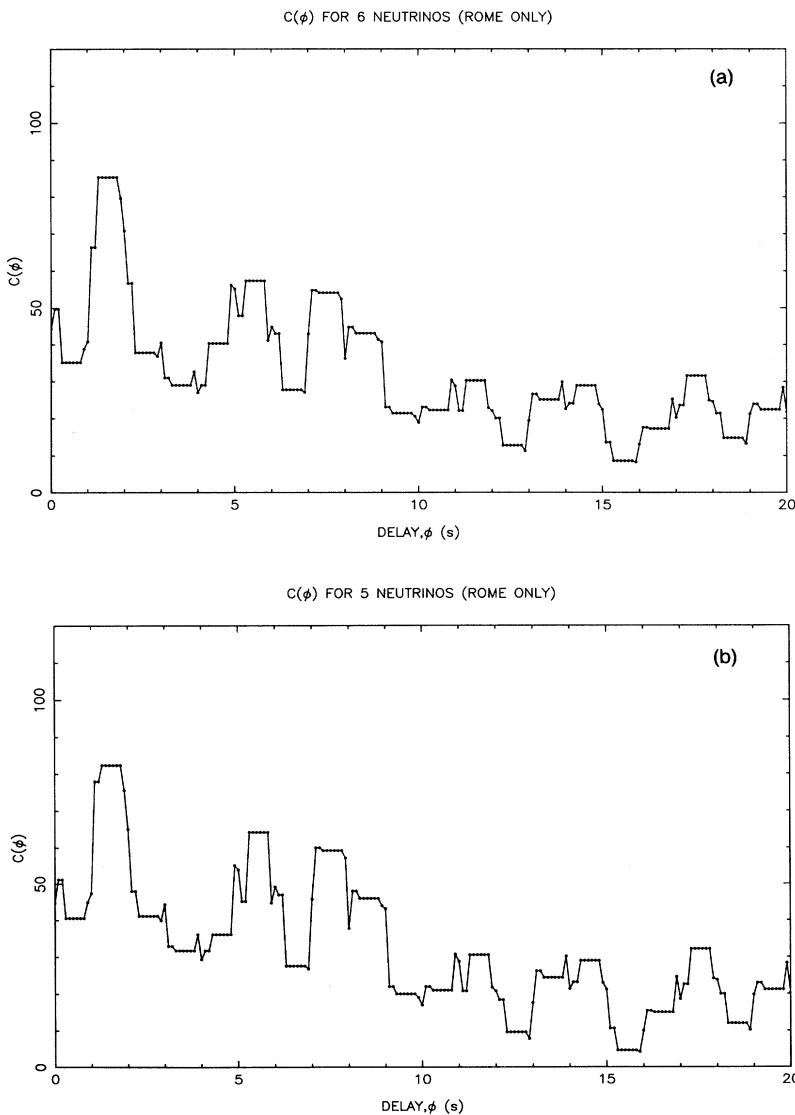 C(ϕ) FOR 6 NEUTRINOS (ROME ONLY)
(a)
100
50
0
C(ϕ)
0 5 10 15 20
DELAY,ϕ (s)
C(ϕ) FOR 5 NEUTRINOS (ROME ONLY)
(b)
100
50
0
C(ϕ)
0 5 10 15 20
DELAY,ϕ (s)